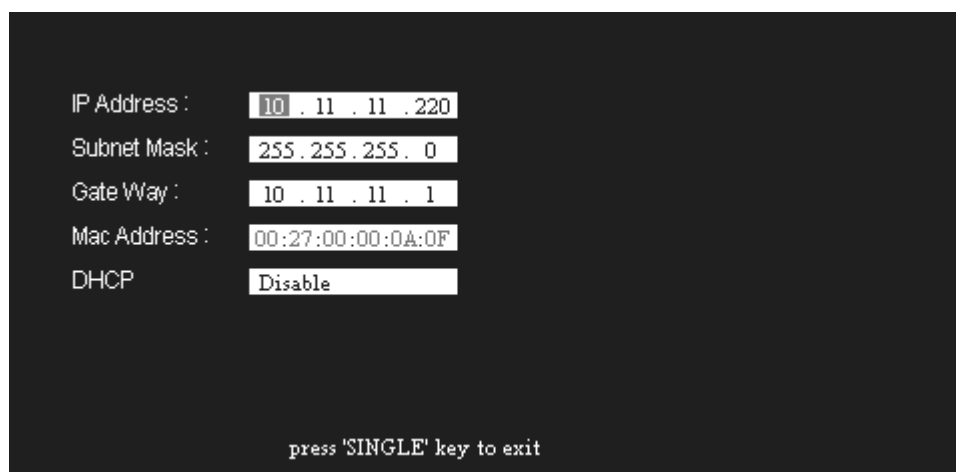 IP Address : 10 . 11 . 11 . 220
Subnet Mask : 255 . 255 . 255 . 0
Gate Way : 10 . 11 . 11 . 1
Mac Address : 00:27:00:00:0A:0F
DHCP Disable
press 'SINGLE' key to exit